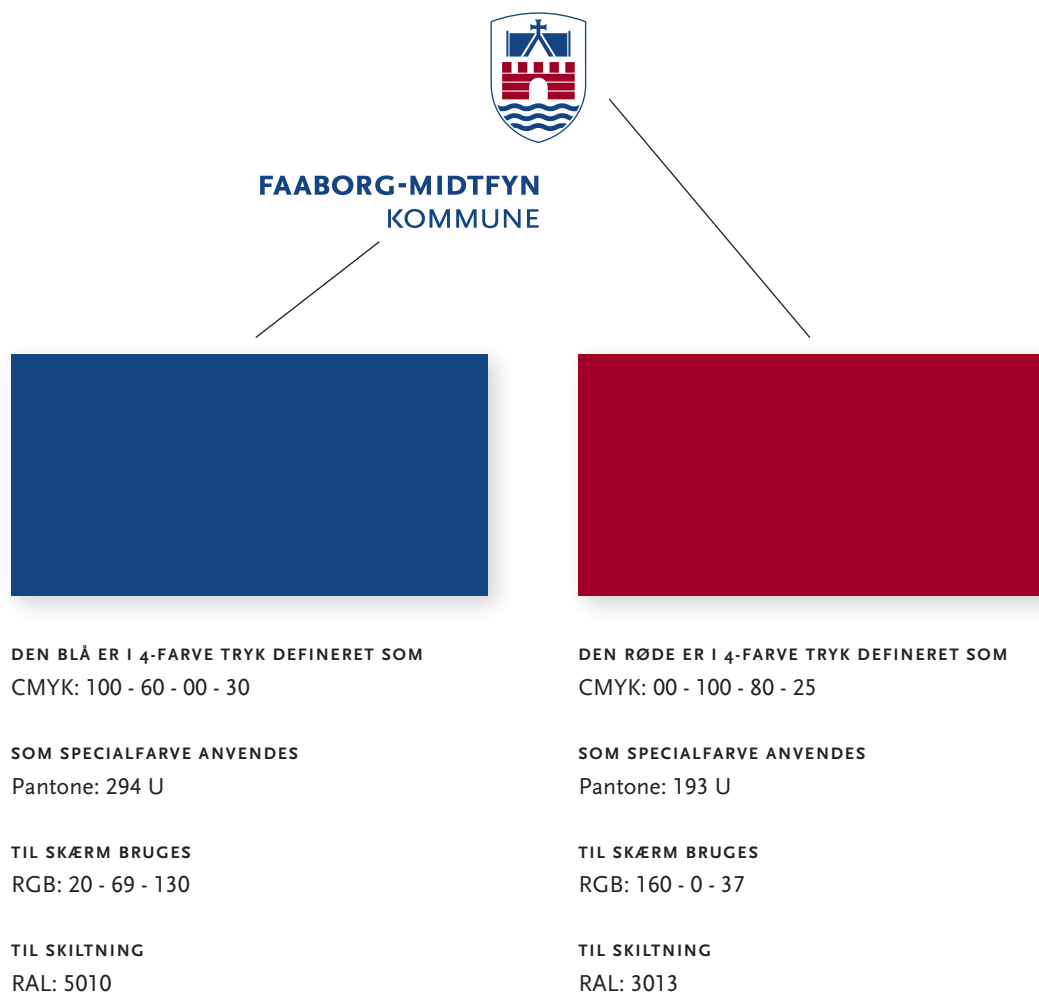 FAABORG-MIDTFYN
KOMMUNE
DEN BLÅ ER I 4-FARVE TRYK DEFINERET SOM
CMYK: 100 - 60 - 00 - 30
SOM SPECIALFARVE ANVENDES
Pantone: 294 U
TIL SKÆRM BRUGES
RGB: 20 - 69 - 130
TIL SKILTNING
RAL: 5010
DEN RØDE ER I 4-FARVE TRYK DEFINERET SOM
CMYK: 00 - 100 - 80 - 25
SOM SPECIALFARVE ANVENDES
Pantone: 193 U
TIL SKÆRM BRUGES
RGB: 160 - 0 - 37
TIL SKILTNING
RAL: 3013